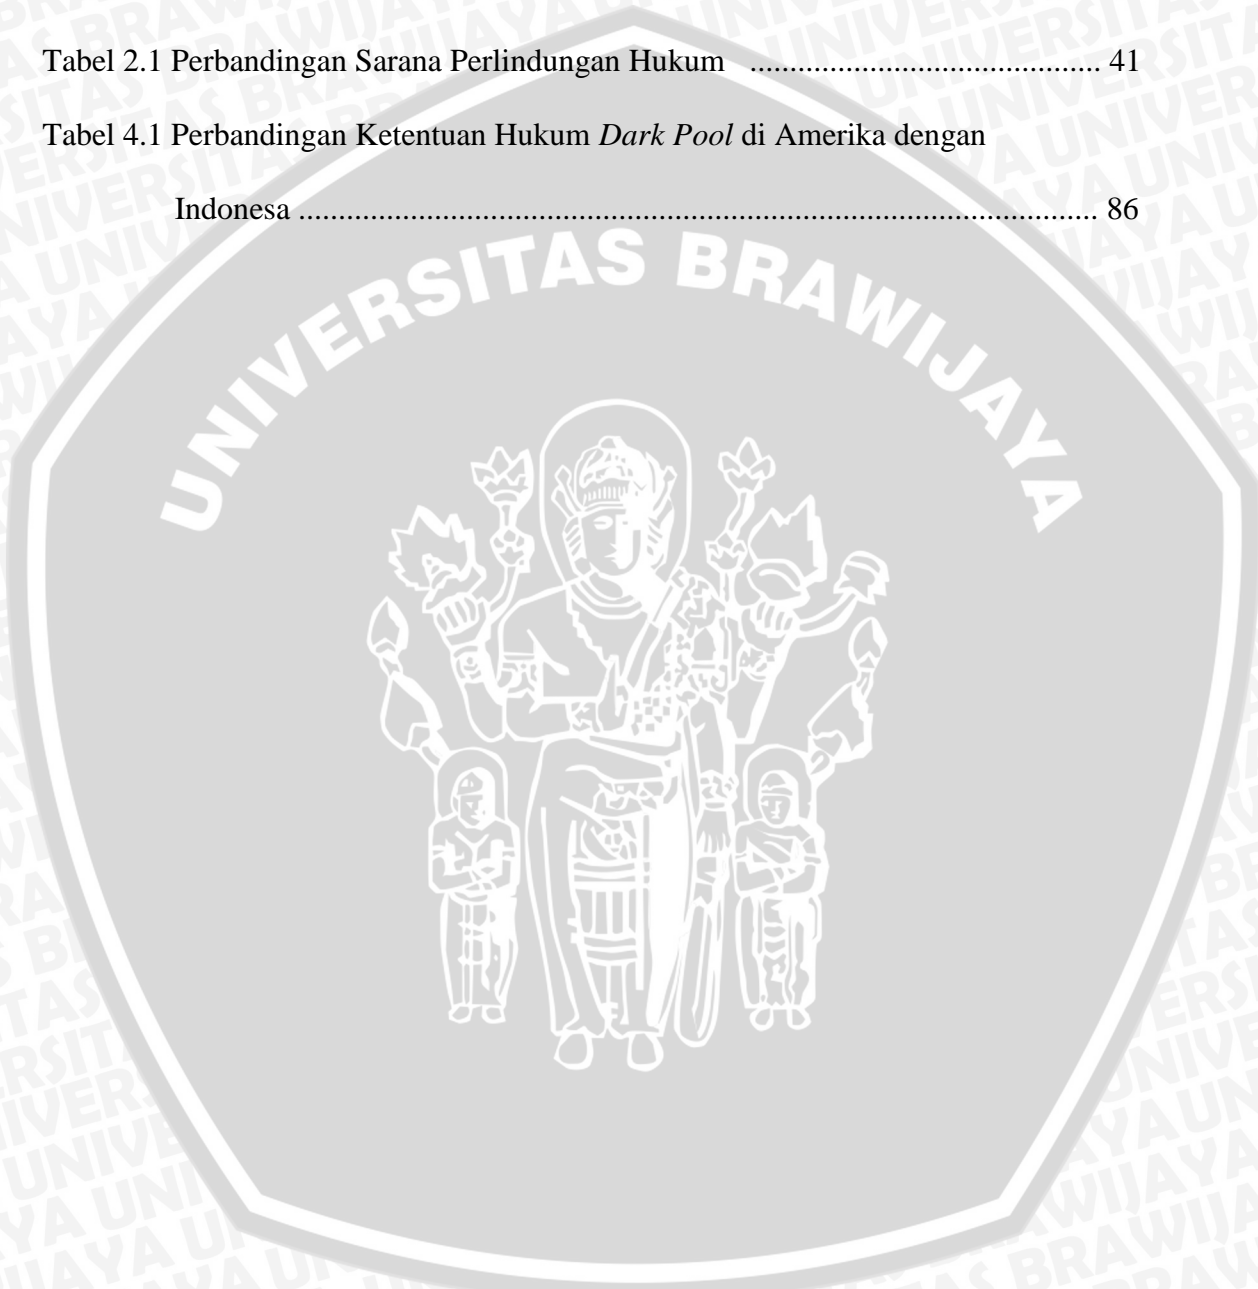 Tabel 2.1 Perbandingan Sarana Perlindungan Hukum ............................................ 41
Tabel 4.1 Perbandingan Ketentuan Hukum Dark Pool di Amerika dengan
Indonesa .................................................................................................... 86
UNIVERSITAS BRAWIJAYA